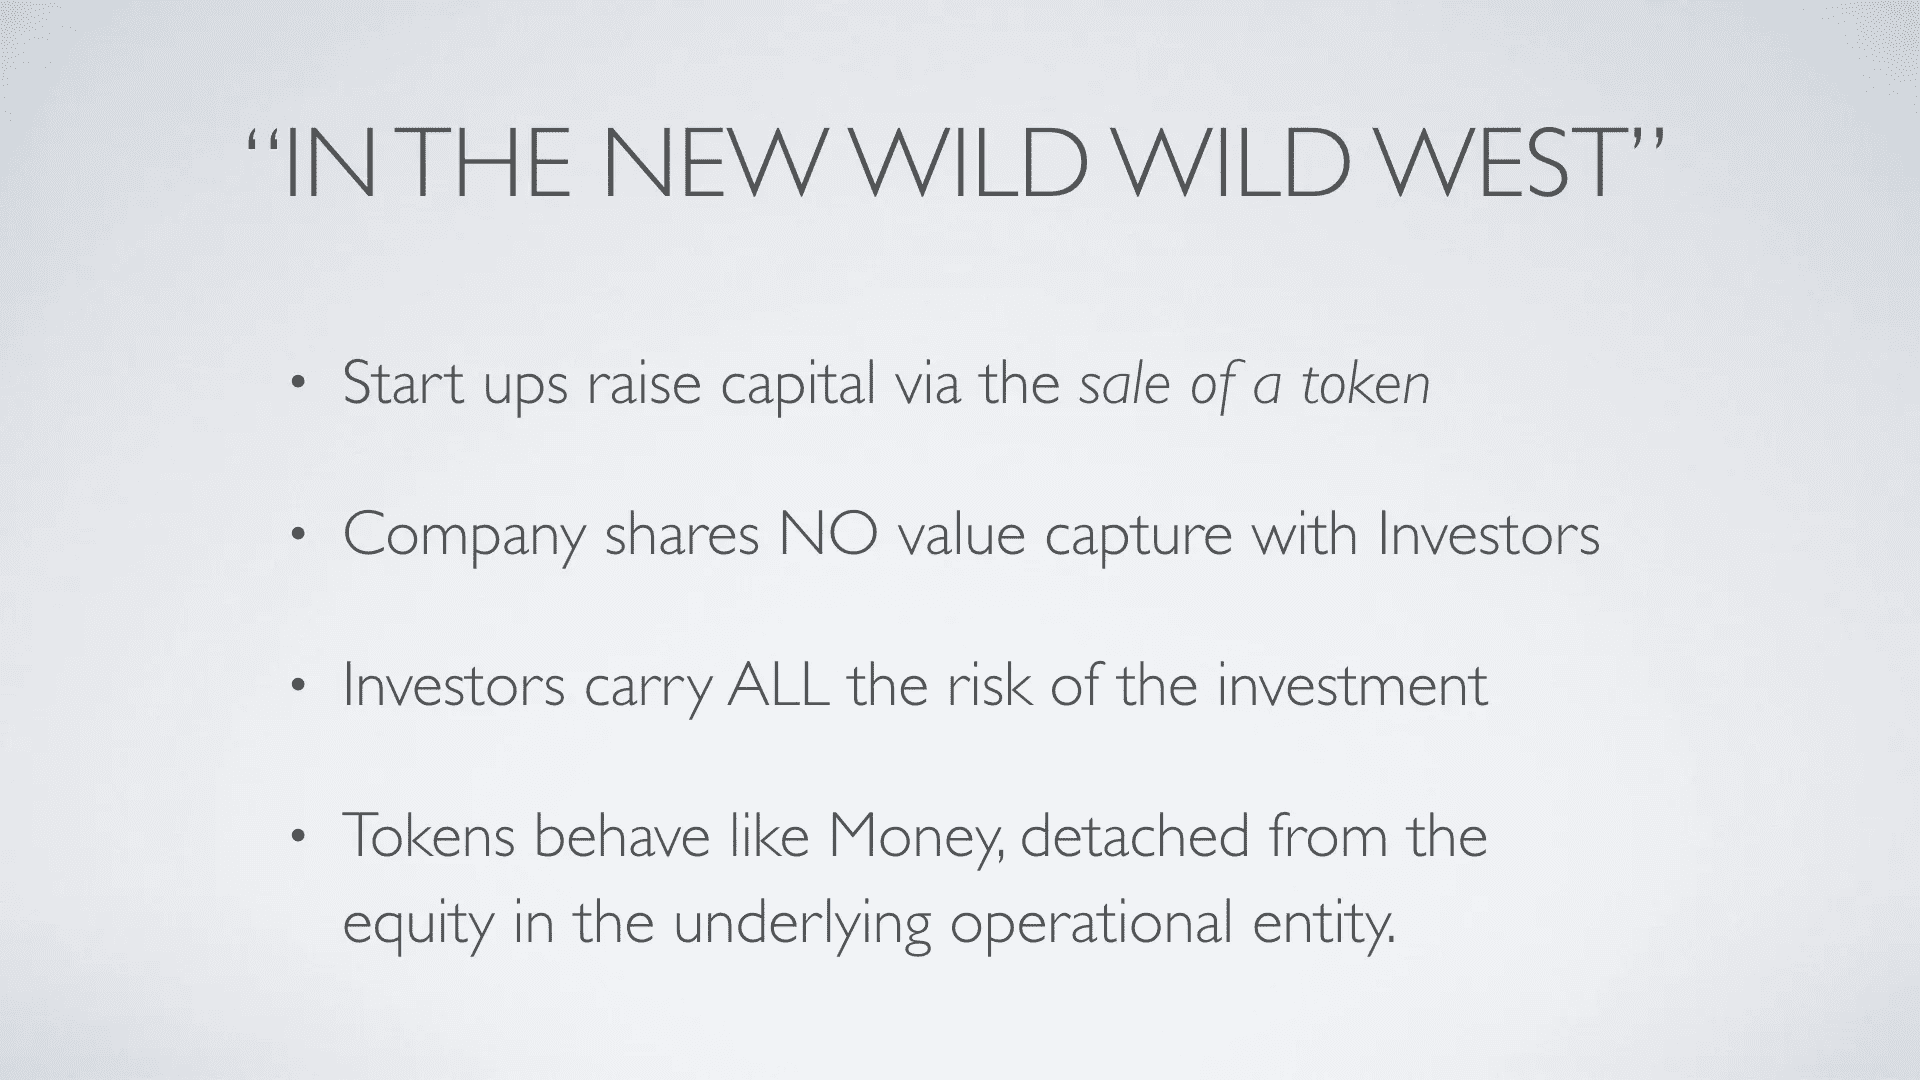 “IN THE NEW WILD WILD WEST”
• Start ups raise capital via the sale of a token
• Company shares NO value capture with Investors
• Investors carry ALL the risk of the investment
• Tokens behave like Money, detached from the
equity in the underlying operational entity.